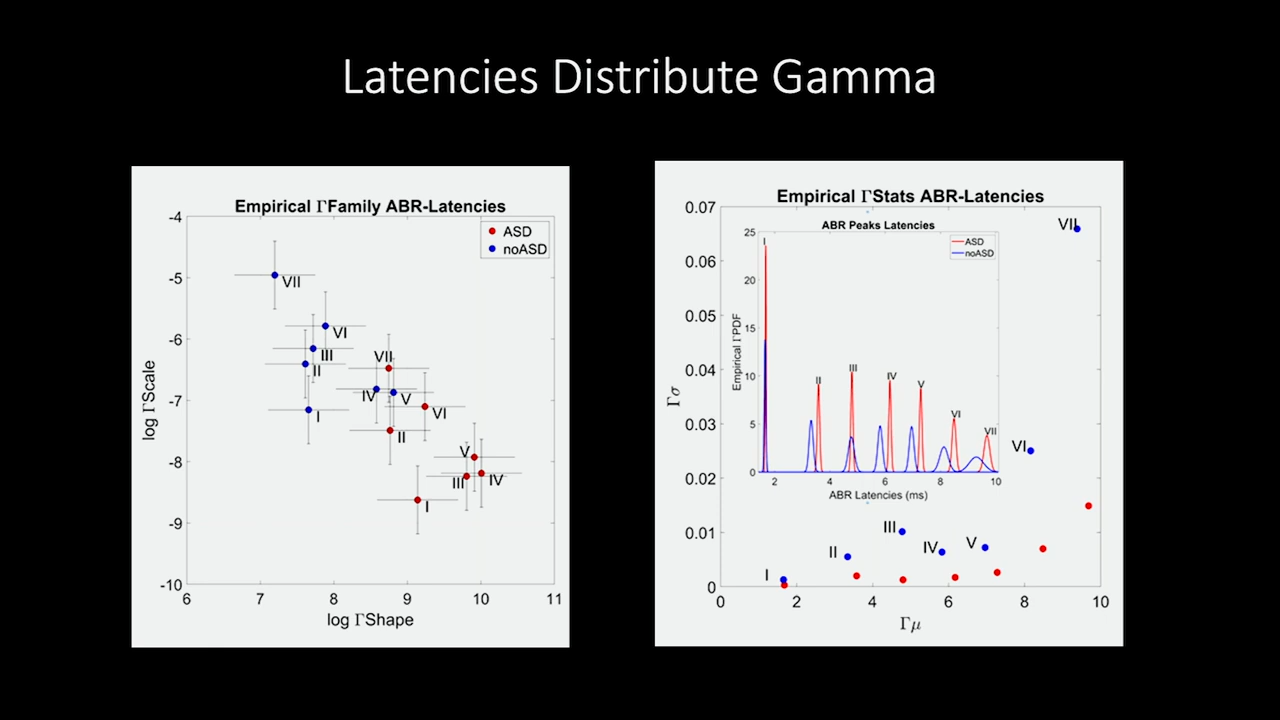 Latencies Distribute Gamma
Empirical ΓFamily ABR-Latencies
ASD
noASD
-4
-5
-6
-7
-8
-9
-10
VII
VI
III
II
I
VII
IV
V
VI
II
V
III
IV
I
6 7 8 9 10 11
log ΓScale
log ΓShape
Empirical ΓStats ABR-Latencies
0.07
0.06
0.05
0.04
0.03
0.02
0.01
0
Γσ
VII
VI
III
II
IV
V
I
0 2 4 6 8 10
Γμ
ABR Peaks Latencies
ASD
noASD
25
20
15
10
5
0
Empirical ΓPDF
I
II
III
IV
V
VI
VII
2 4 6 8 10
ABR Latencies (ms)